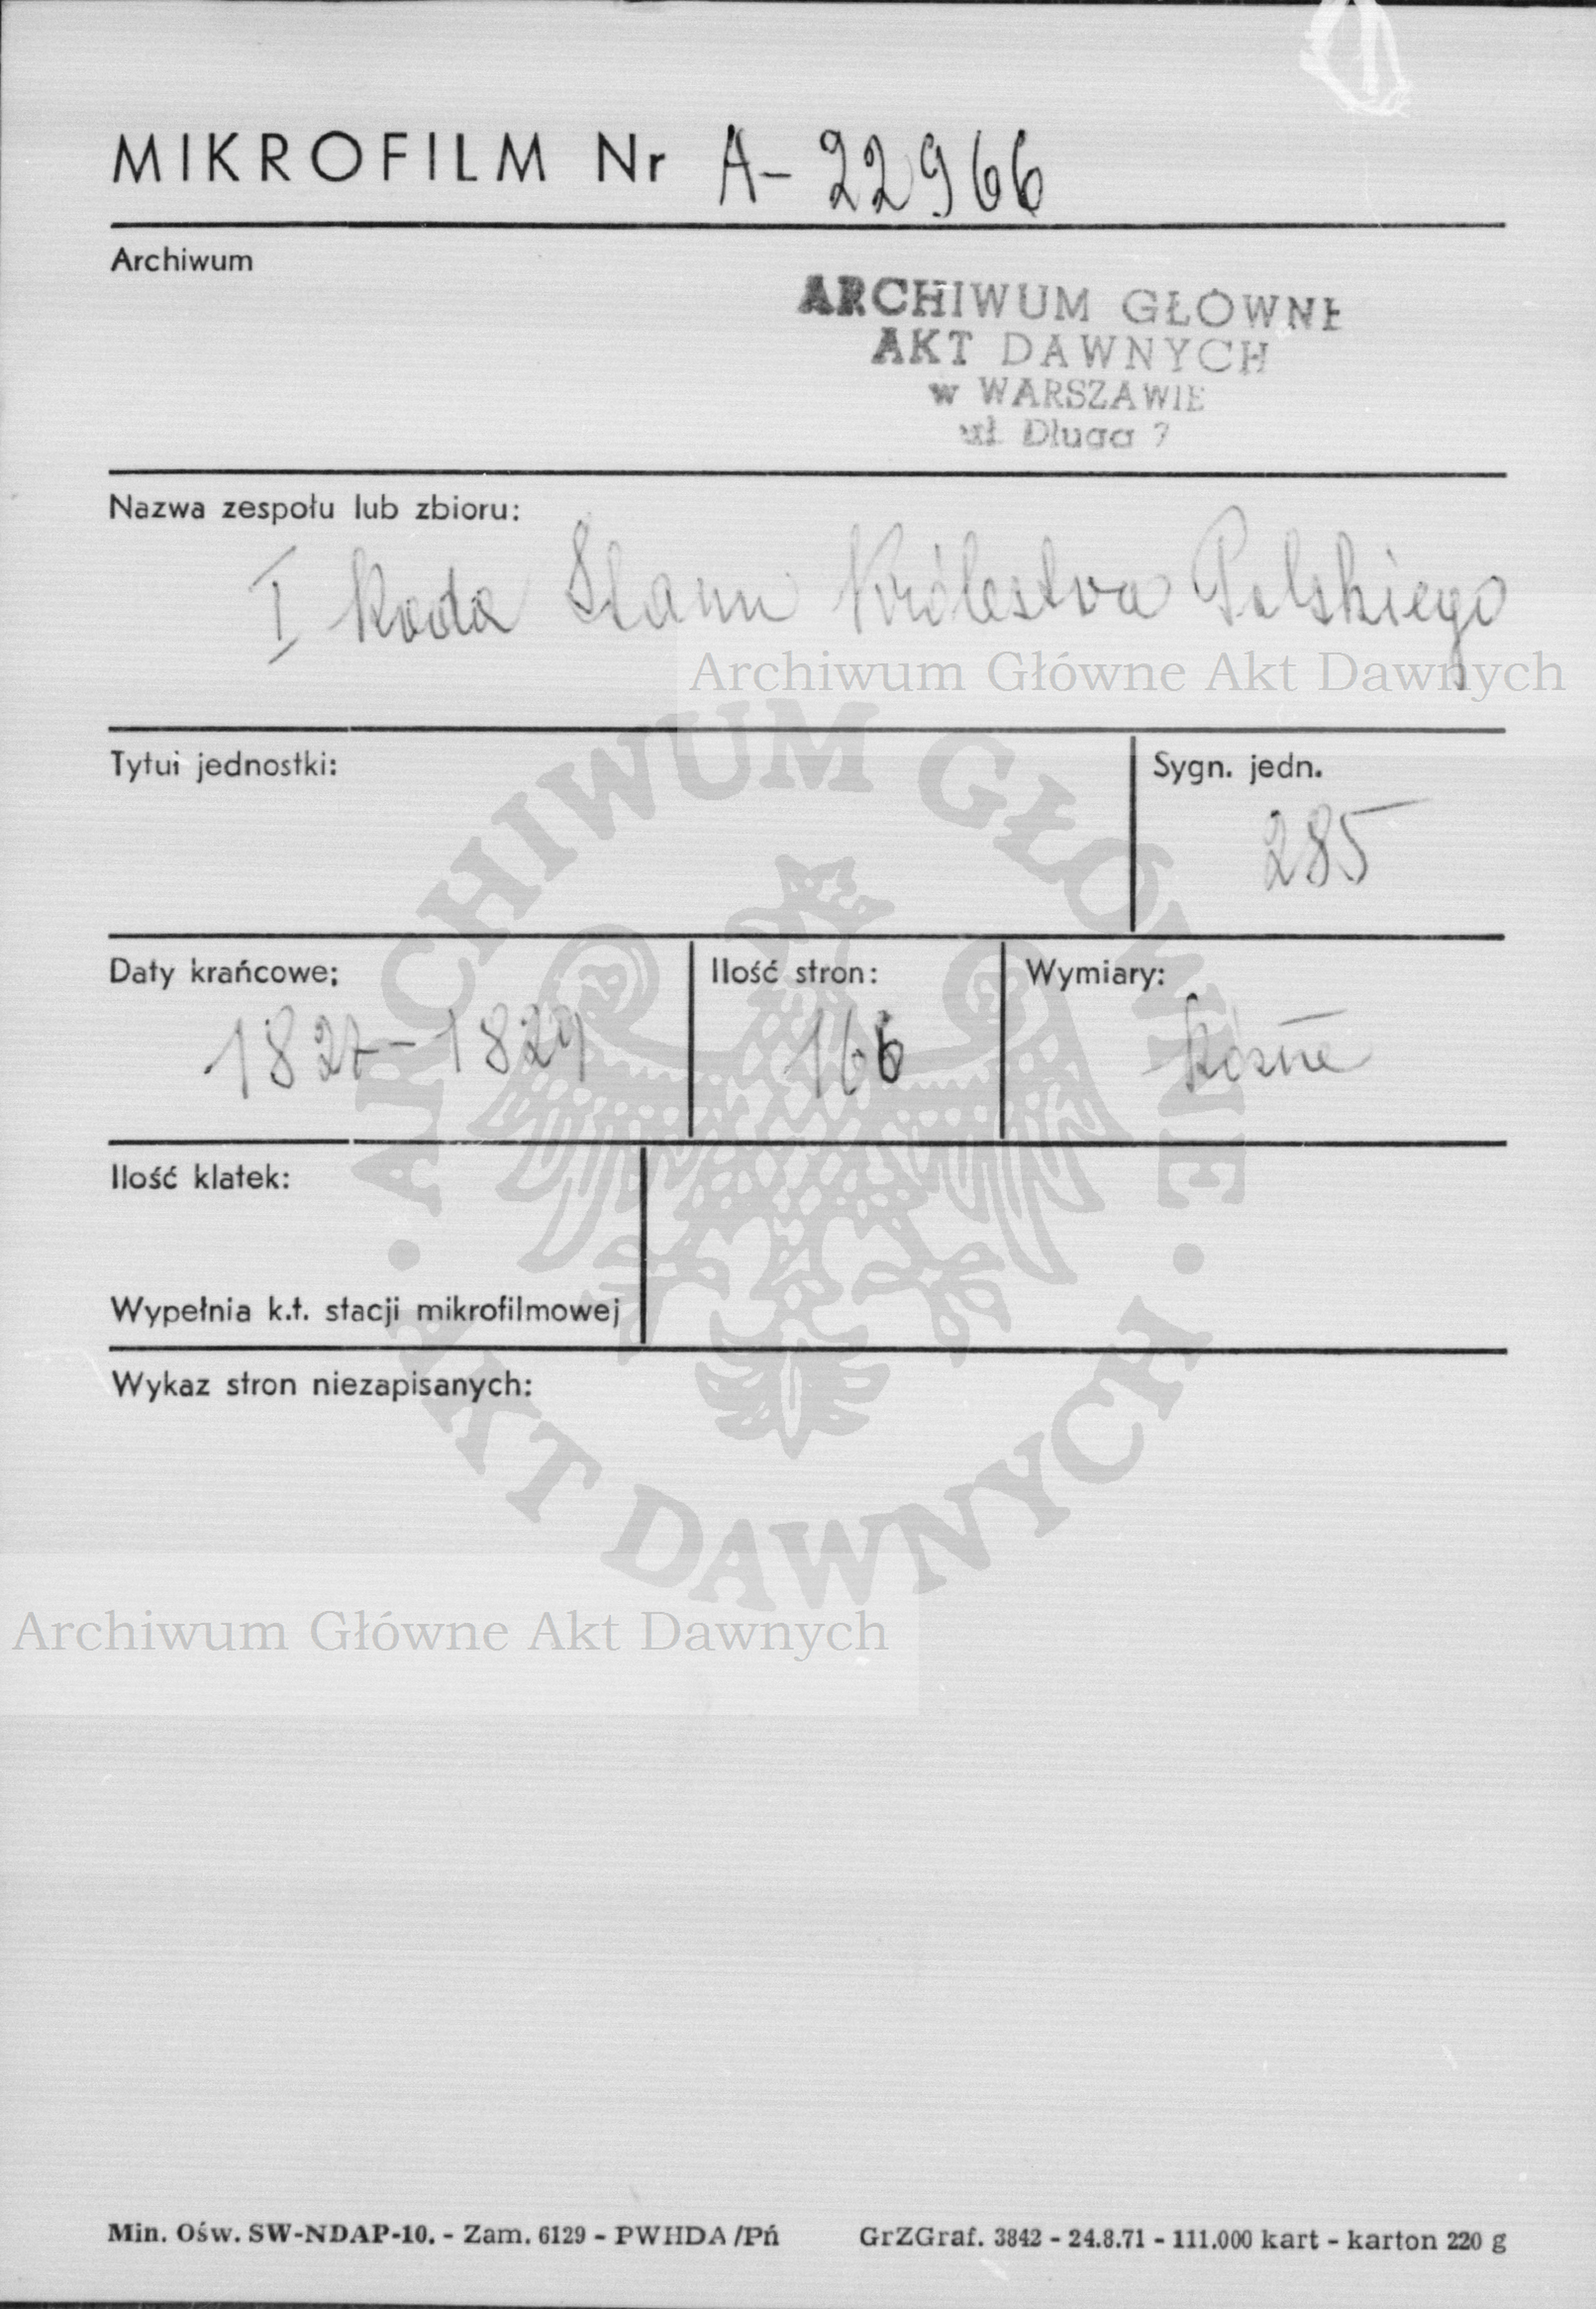 MIKROFILM Nr A-22966
Archiwum
ARCHIWUM GŁÓWNE
AKT DAWNYCH
w WARSZAWIE
ul. Długa 7
Nazwa zespołu lub zbioru:
I Rada Stanu Królestwa Polskiego
Archiwum Główne Akt Dawnych
Tytuł jednostki:
Sygn. jedn.
285
Daty krańcowe:
1827-1829
Ilość stron:
166
Wymiary:
Różne
Ilość klatek:
Wypełnia k.t. stacji mikrofilmowej
Wykaz stron niezapisanych:
ARCHIWUM GŁÓWNE
AKT DAWNYCH
Archiwum Główne Akt Dawnych
Min. Ośw. SW-NDAP-10. - Zam. 6129 - PWHDA/Pń
GrZGraf. 3842 - 24.8.71 - 111.000 kart - karton 220 g